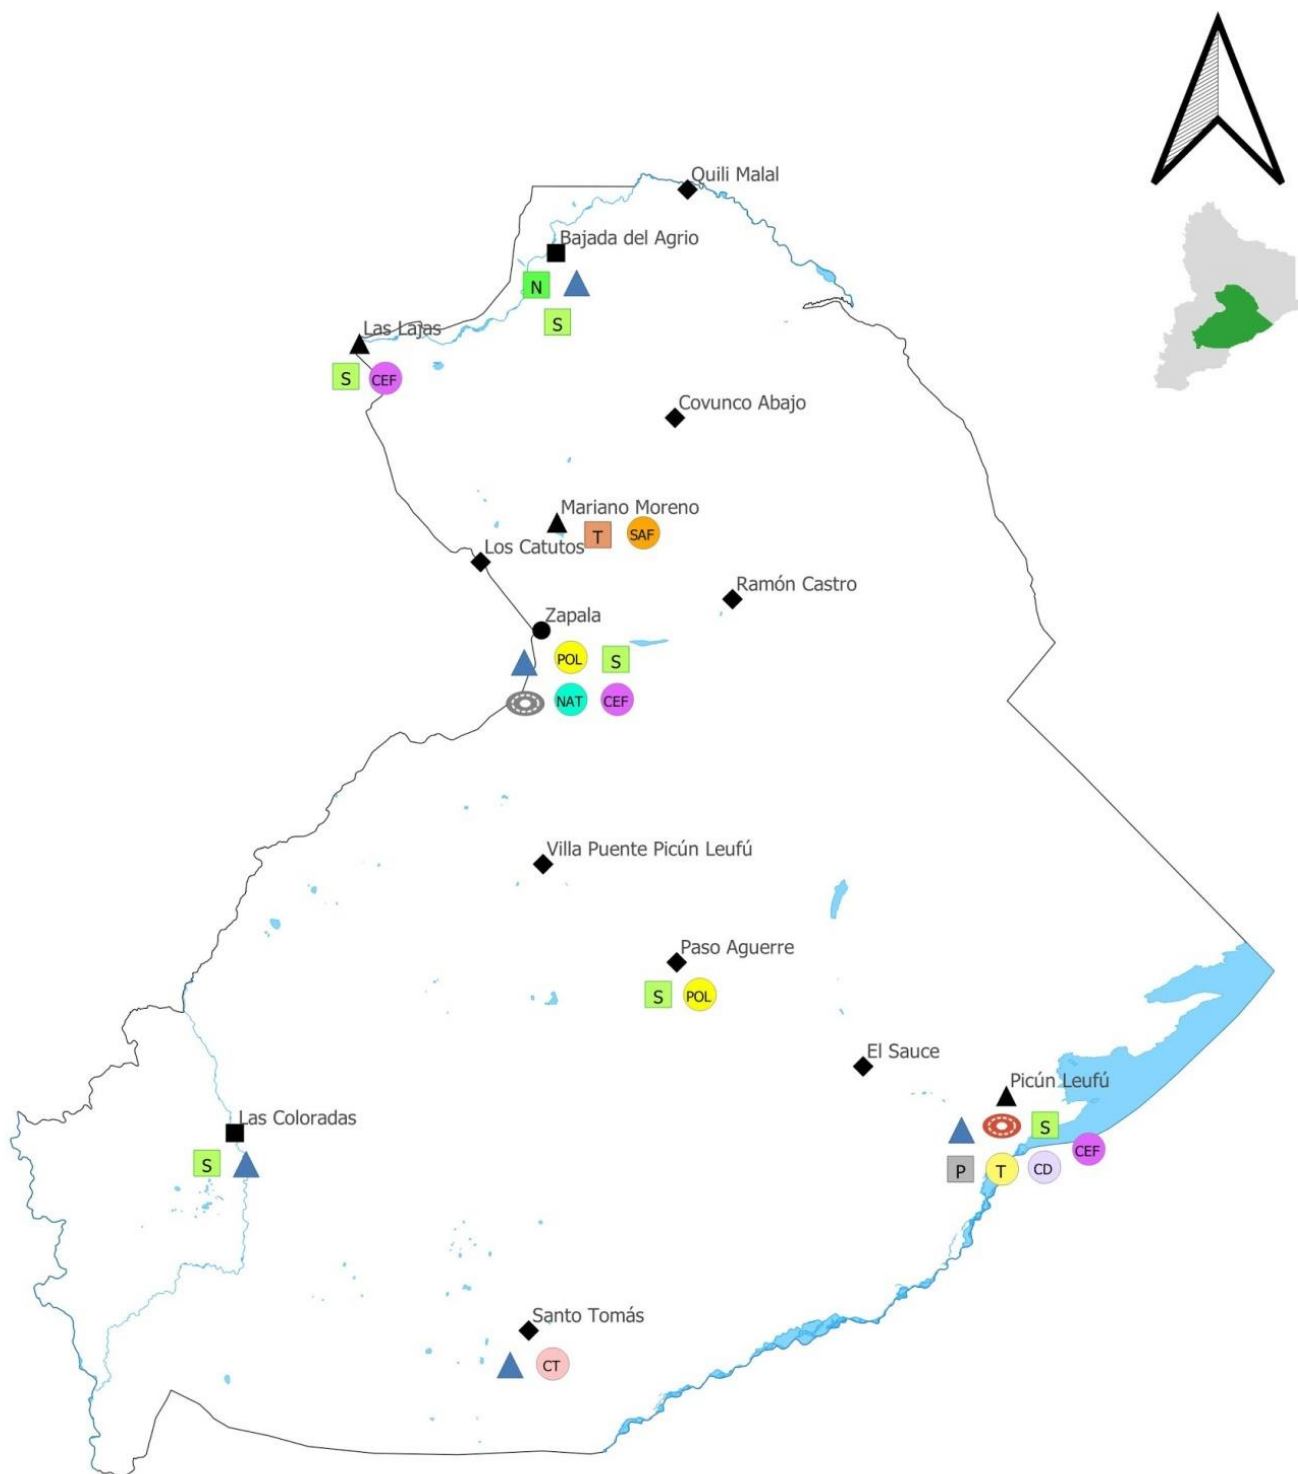 Quili Malal
Bajada del Agrio
N
S
Las Lajas
S CEF
Covunco Abajo
Mariano Moreno
T SAF
Los Catutos
Ramón Castro
Zapala
POL S
NAT CEF
Villa Puente Picún Leufú
Paso Aguerre
S POL
El Sauce
Picún Leufú
S
CEF
P T CD
Las Coloradas
S
Santo Tomás
CT